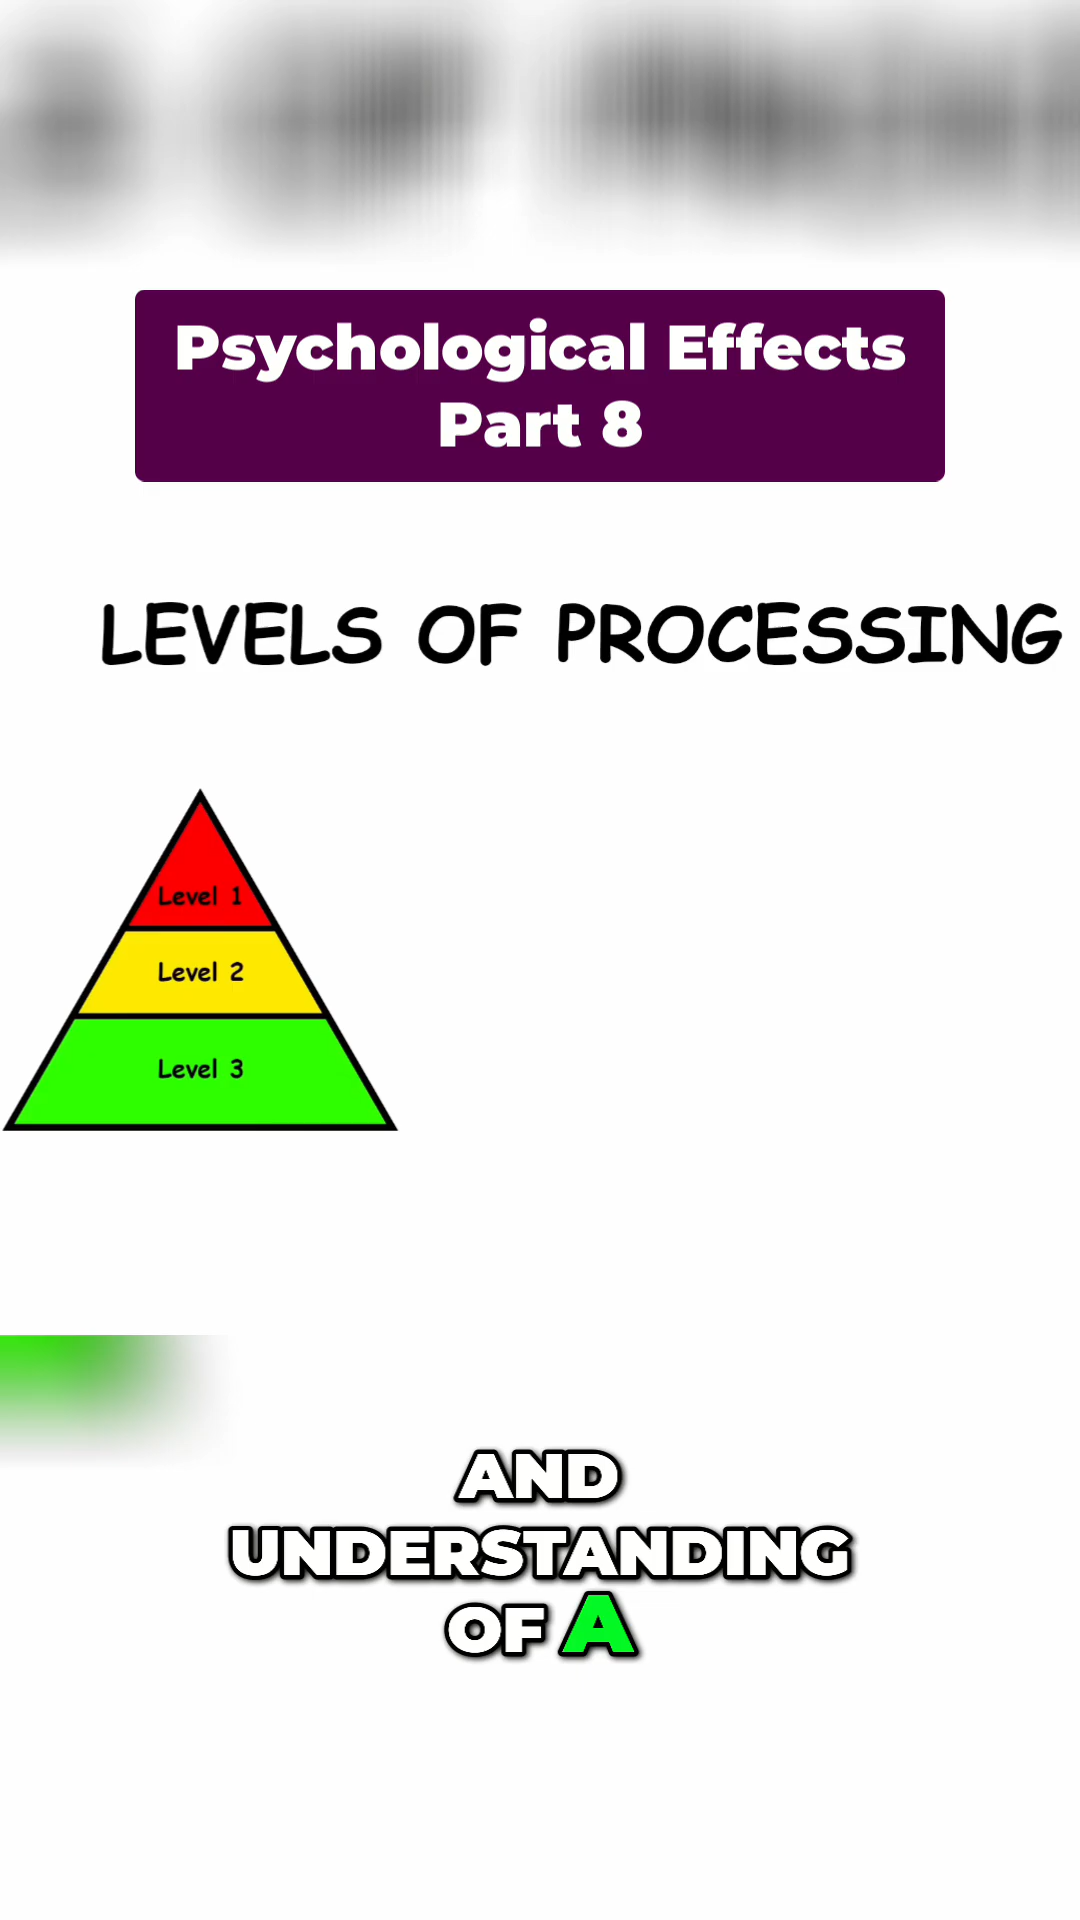 Psychological Effects
Part 8
LEVELS OF PROCESSING
Level 1
Level 2
Level 3
AND
UNDERSTANDING
OF A